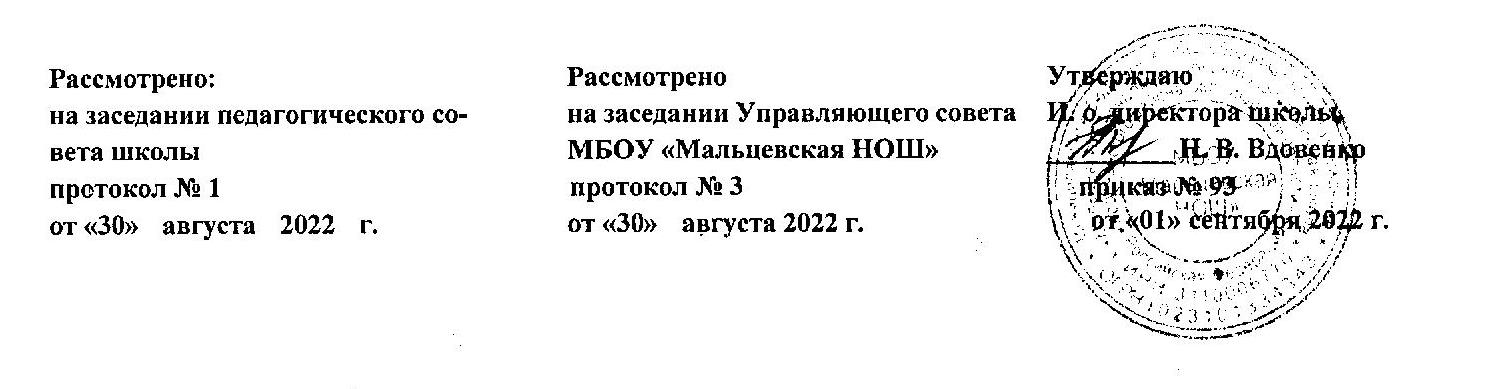 Рассмотрено:
на заседании педагогического со-
вета школы
протокол № 1
от «30» августа 2022 г.
Рассмотрено
на заседании Управляющего совета
МБОУ «Мальцевская НОШ»
протокол № 3
от «30» августа 2022 г.
Утверждаю
И. о. директора школы
Н. В. Вдовенко
приказ № 93
от «01» сентября 2022 г.